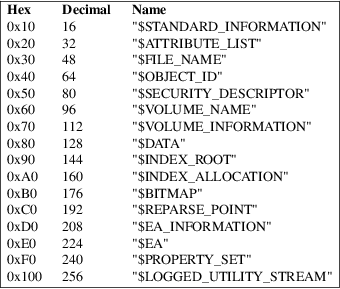 Hex Decimal Name
0x10 16 "$STANDARD_INFORMATION"
0x20 32 "$ATTRIBUTE_LIST"
0x30 48 "$FILE_NAME"
0x40 64 "$OBJECT_ID"
0x50 80 "$SECURITY_DESCRIPTOR"
0x60 96 "$VOLUME_NAME"
0x70 112 "$VOLUME_INFORMATION"
0x80 128 "$DATA"
0x90 144 "$INDEX_ROOT"
0xA0 160 "$INDEX_ALLOCATION"
0xB0 176 "$BITMAP"
0xC0 192 "$REPARSE_POINT"
0xD0 208 "$EA_INFORMATION"
0xE0 224 "$EA"
0xF0 240 "$PROPERTY_SET"
0x100 256 "$LOGGED_UTILITY_STREAM"